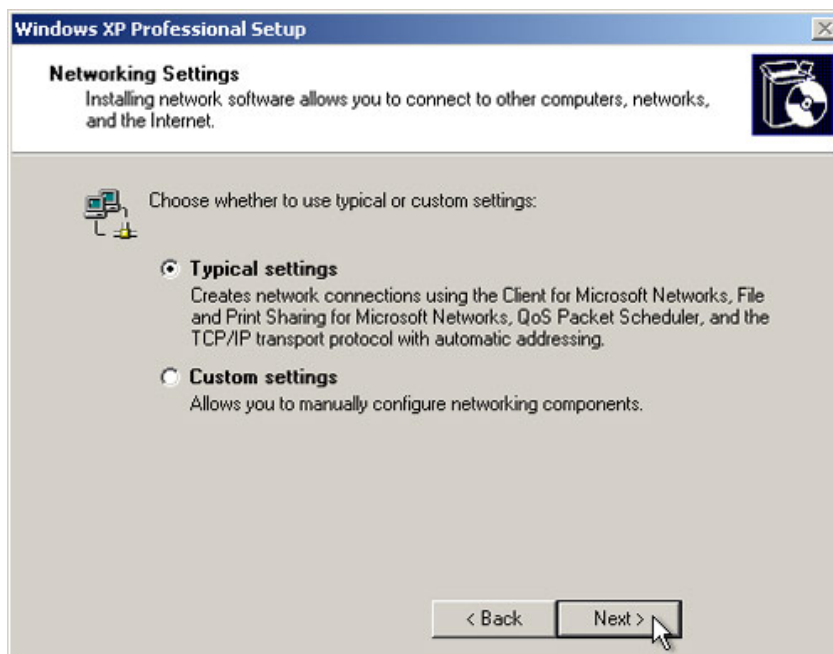 Windows XP Professional Setup
Networking Settings
Installing network software allows you to connect to other computers, networks,
and the Internet.
Choose whether to use typical or custom settings:
Typical settings
Creates network connections using the Client for Microsoft Networks, File
and Print Sharing for Microsoft Networks, QoS Packet Scheduler, and the
TCP/IP transport protocol with automatic addressing.
Custom settings
Allows you to manually configure networking components.
< Back Next >